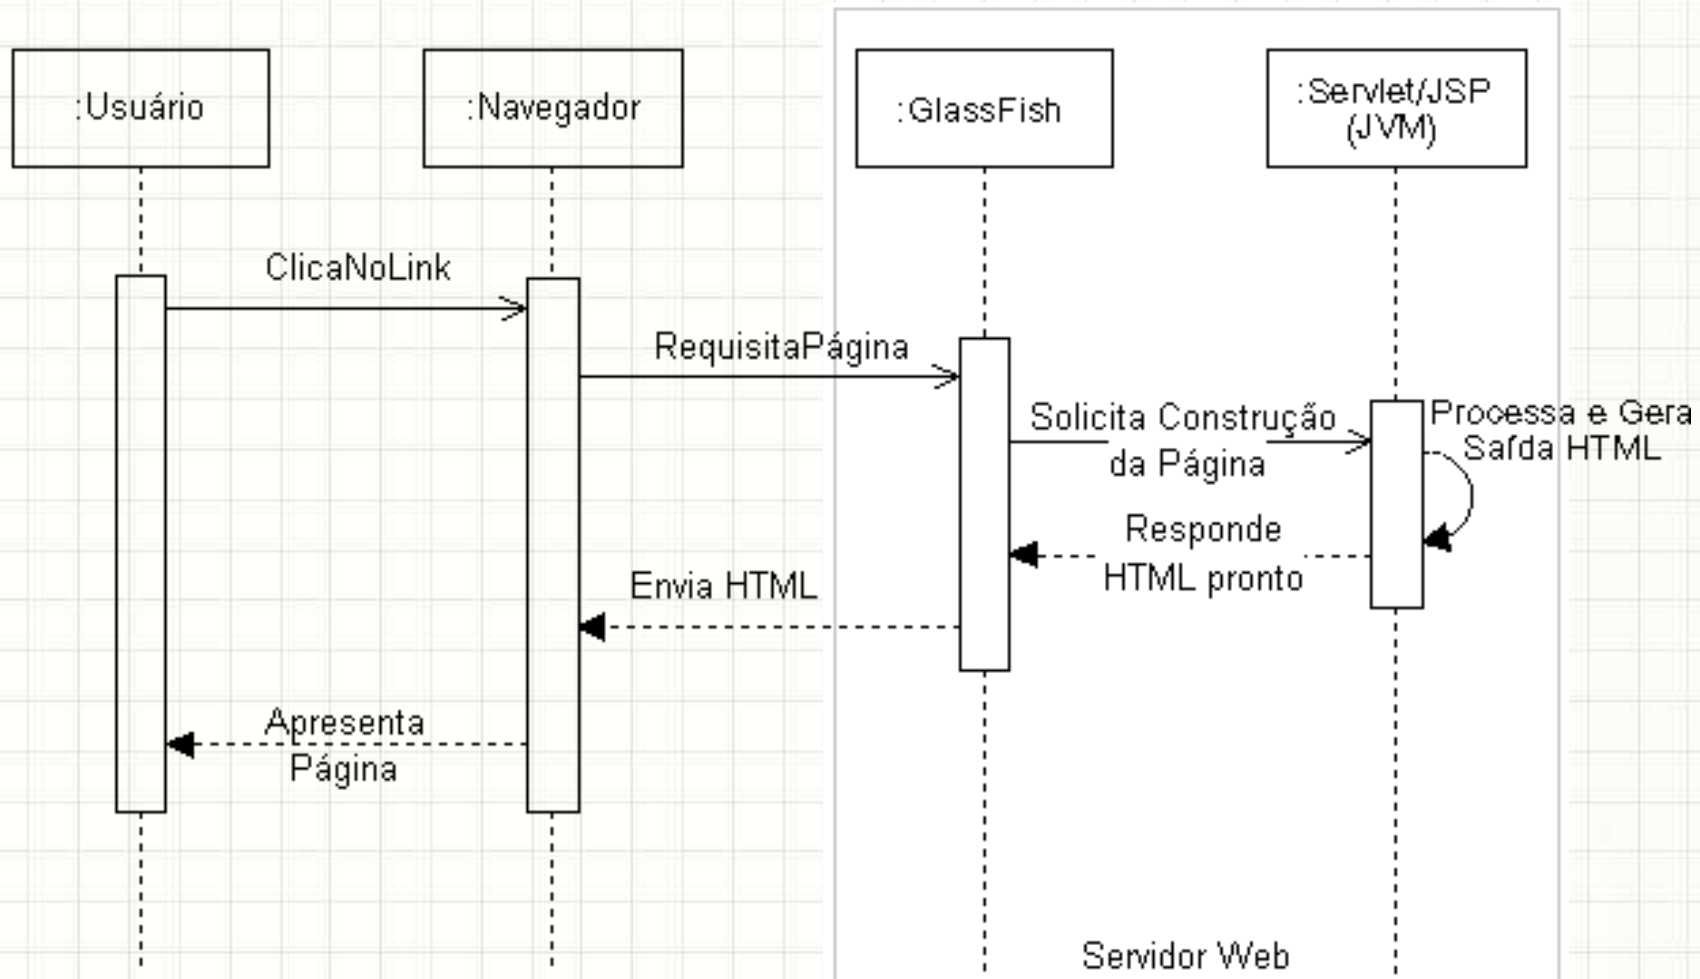 :Usuário
:Navegador
:GlassFish
:Servlet/JSP
(JVM)
ClicaNoLink
RequisitaPágina
Solicita Construção
da Página
Processa e Gera
Saída HTML
Responde
HTML pronto
Envia HTML
Apresenta
Página
Servidor Web